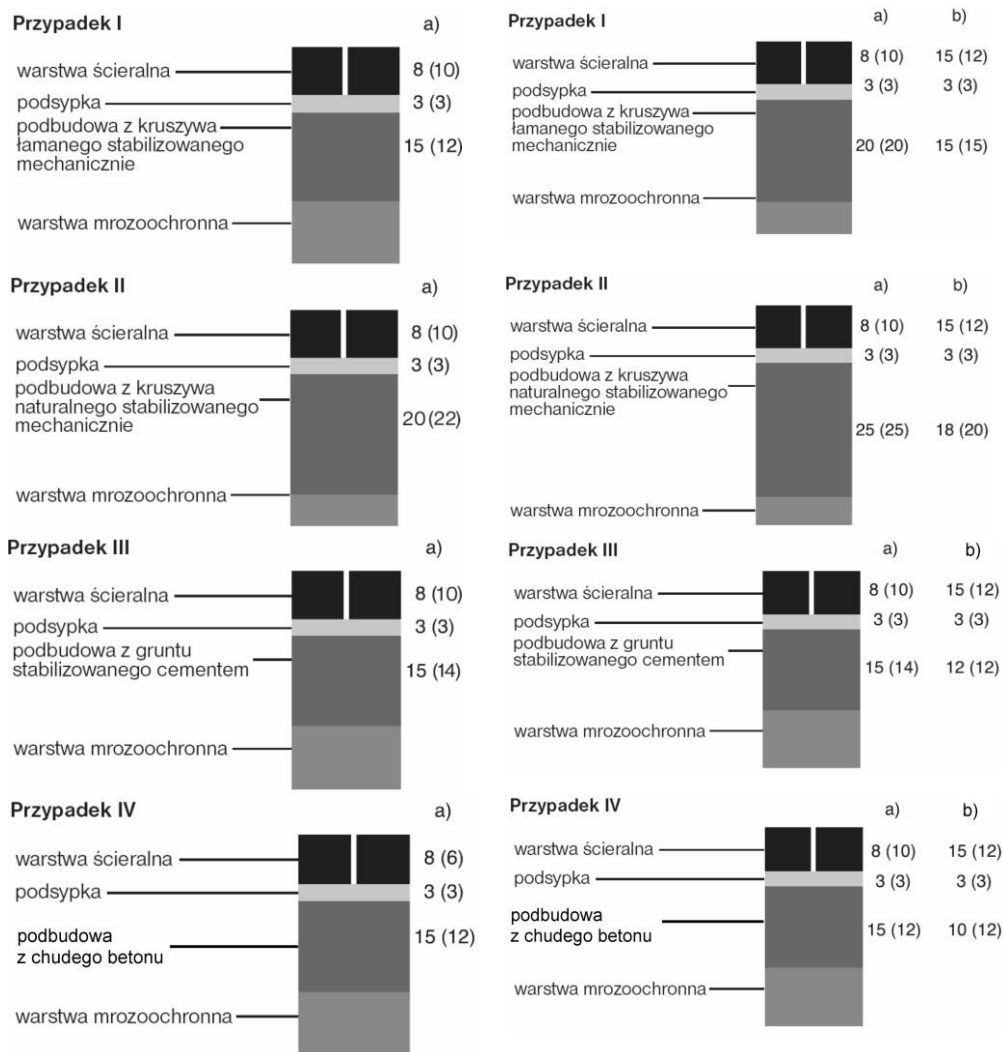 Przypadek I
a)
warstwa ścieralna
8 (10)
podsypka
3 (3)
podbudowa z kruszywa
łamanego stabilizowanego
mechanicznie
15 (12)
warstwa mrozoochronna
Przypadek II
a)
warstwa ścieralna
8 (10)
podsypka
3 (3)
podbudowa z kruszywa
naturalnego stabilizowanego
mechanicznie
20 (22)
warstwa mrozoochronna
Przypadek III
a)
warstwa ścieralna
8 (10)
podsypka
3 (3)
podbudowa z gruntu
stabilizowanego cementem
15 (14)
warstwa mrozoochronna
Przypadek IV
a)
warstwa ścieralna
8 (6)
podsypka
3 (3)
podbudowa
z chudego betonu
15 (12)
warstwa mrozoochronna
Przypadek I
a) b)
warstwa ścieralna
8 (10) 15 (12)
podsypka
3 (3) 3 (3)
podbudowa z kruszywa
łamanego stabilizowanego
mechanicznie
20 (20) 15 (15)
warstwa mrozoochronna
Przypadek II
a) b)
warstwa ścieralna
8 (10) 15 (12)
podsypka
3 (3) 3 (3)
podbudowa z kruszywa
naturalnego stabilizowanego
mechanicznie
25 (25) 18 (20)
warstwa mrozoochronna
Przypadek III
a) b)
warstwa ścieralna
8 (10) 15 (12)
podsypka
3 (3) 3 (3)
podbudowa z gruntu
stabilizowanego cementem
15 (14) 12 (12)
warstwa mrozoochronna
Przypadek IV
a) b)
warstwa ścieralna
8 (10) 15 (12)
podsypka
3 (3) 3 (3)
podbudowa
z chudego betonu
15 (12) 10 (12)
warstwa mrozoochronna